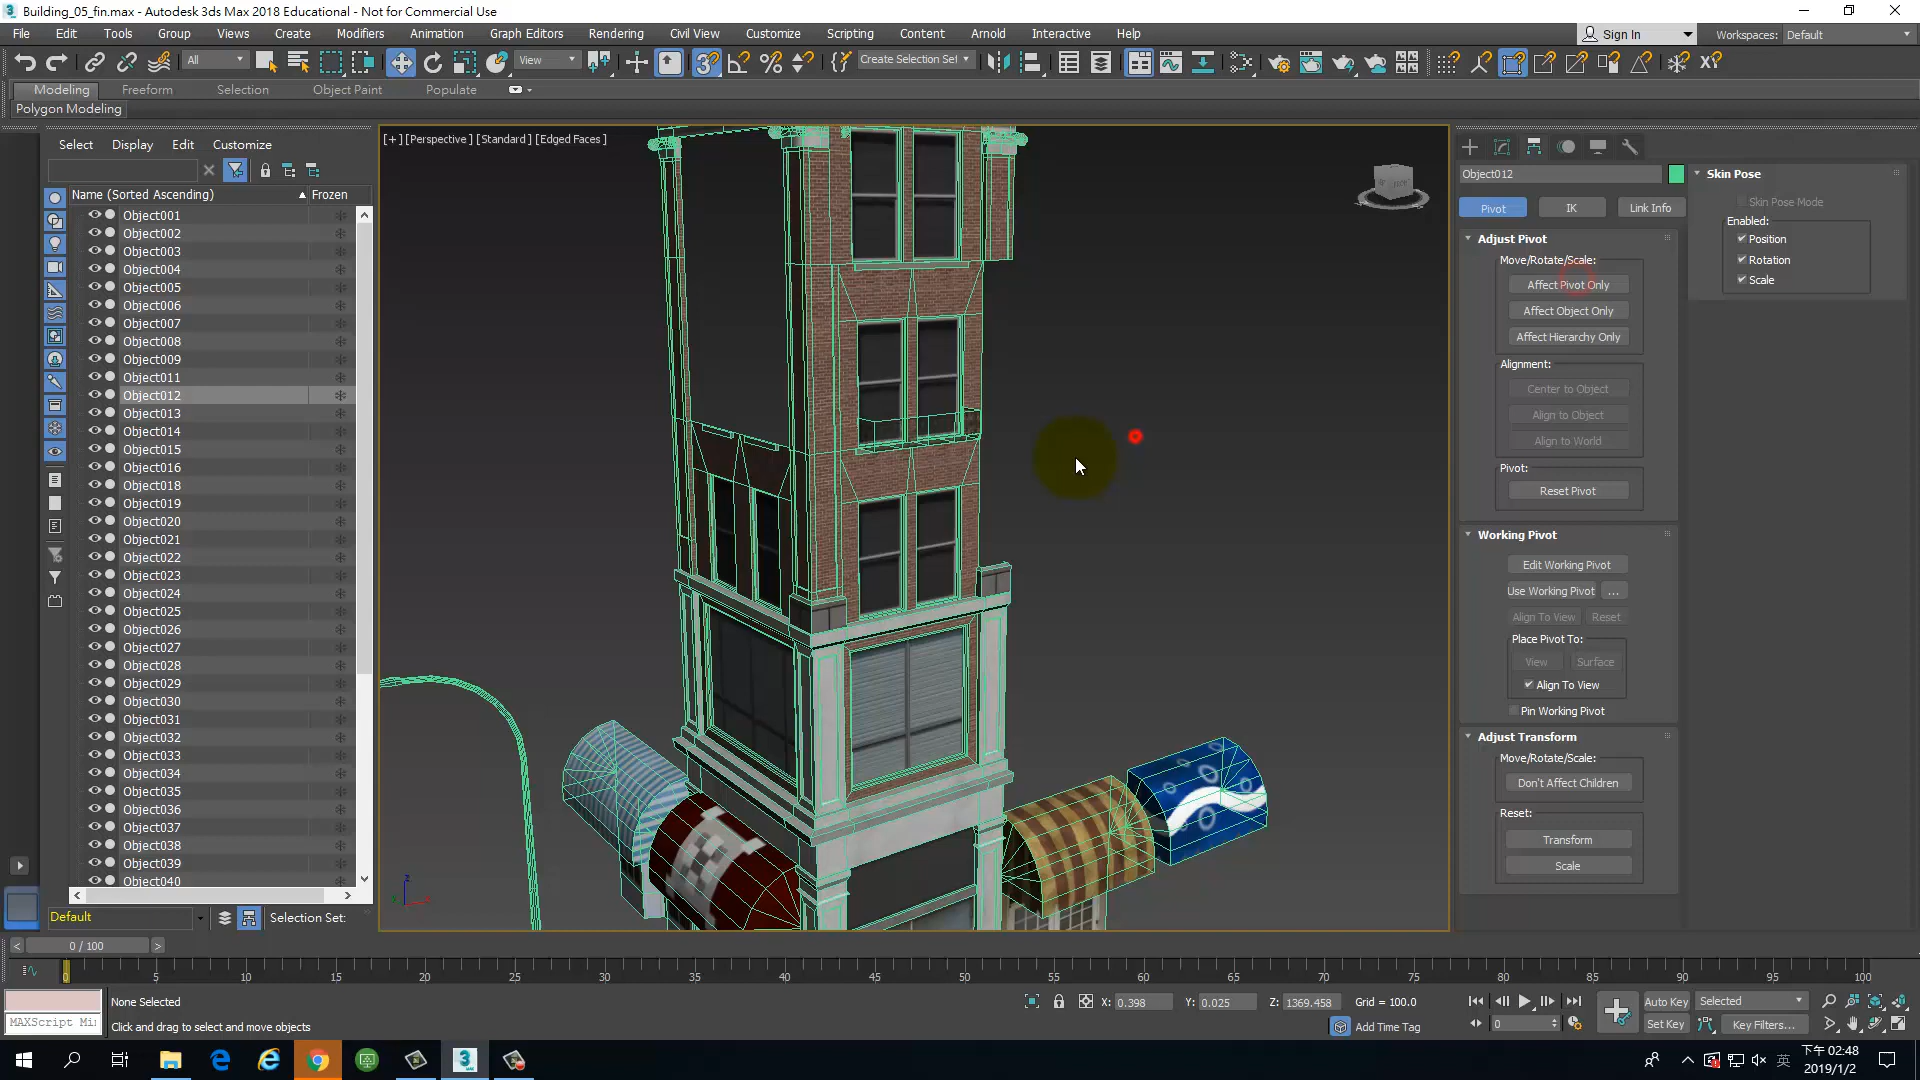 Building_05_fin.max - Autodesk 3ds Max 2018 Educational - Not for Commercial Use
File Edit Tools Group Views Create Modifiers Animation Graph Editors Rendering Civil View Customize Scripting Content Arnold Interactive Help
Sign In Workspaces: Default
All View Create Selection Set
Modeling Freeform Selection Object Paint Populate
Polygon Modeling
Select Display Edit Customize
[+] [Perspective] [Standard] [Edged Faces]
Name (Sorted Ascending) Frozen
Object001
Object002
Object003
Object004
Object005
Object006
Object007
Object008
Object009
Object011
Object012
Object013
Object014
Object015
Object016
Object018
Object019
Object020
Object021
Object022
Object023
Object024
Object025
Object026
Object027
Object028
Object029
Object030
Object031
Object032
Object033
Object034
Object035
Object036
Object037
Object038
Object039
Object040
Default Selection Set:
Object012
Pivot IK Link Info
Adjust Pivot
Move/Rotate/Scale:
Affect Pivot Only
Affect Object Only
Affect Hierarchy Only
Alignment:
Center to Object
Align to Object
Align to World
Pivot:
Reset Pivot
Working Pivot
Edit Working Pivot
Use Working Pivot ...
Align To View Reset
Place Pivot To:
View Surface
Align To View
Pin Working Pivot
Adjust Transform
Move/Rotate/Scale:
Don't Affect Children
Reset:
Transform
Scale
Skin Pose
Skin Pose Mode
Enabled:
Position
Rotation
Scale
< 0 / 100 >
0 5 10 15 20 25 30 35 40 45 50 55 60 65 70 75 80 85 90 95 100
None Selected
X: 0.398 Y: 0.025 Z: 1369.458 Grid = 100.0
Auto Key Selected
MAXScript Mi
Click and drag to select and move objects
Add Time Tag
0
Set Key Key Filters...
英
下午 02:48
2019/1/2